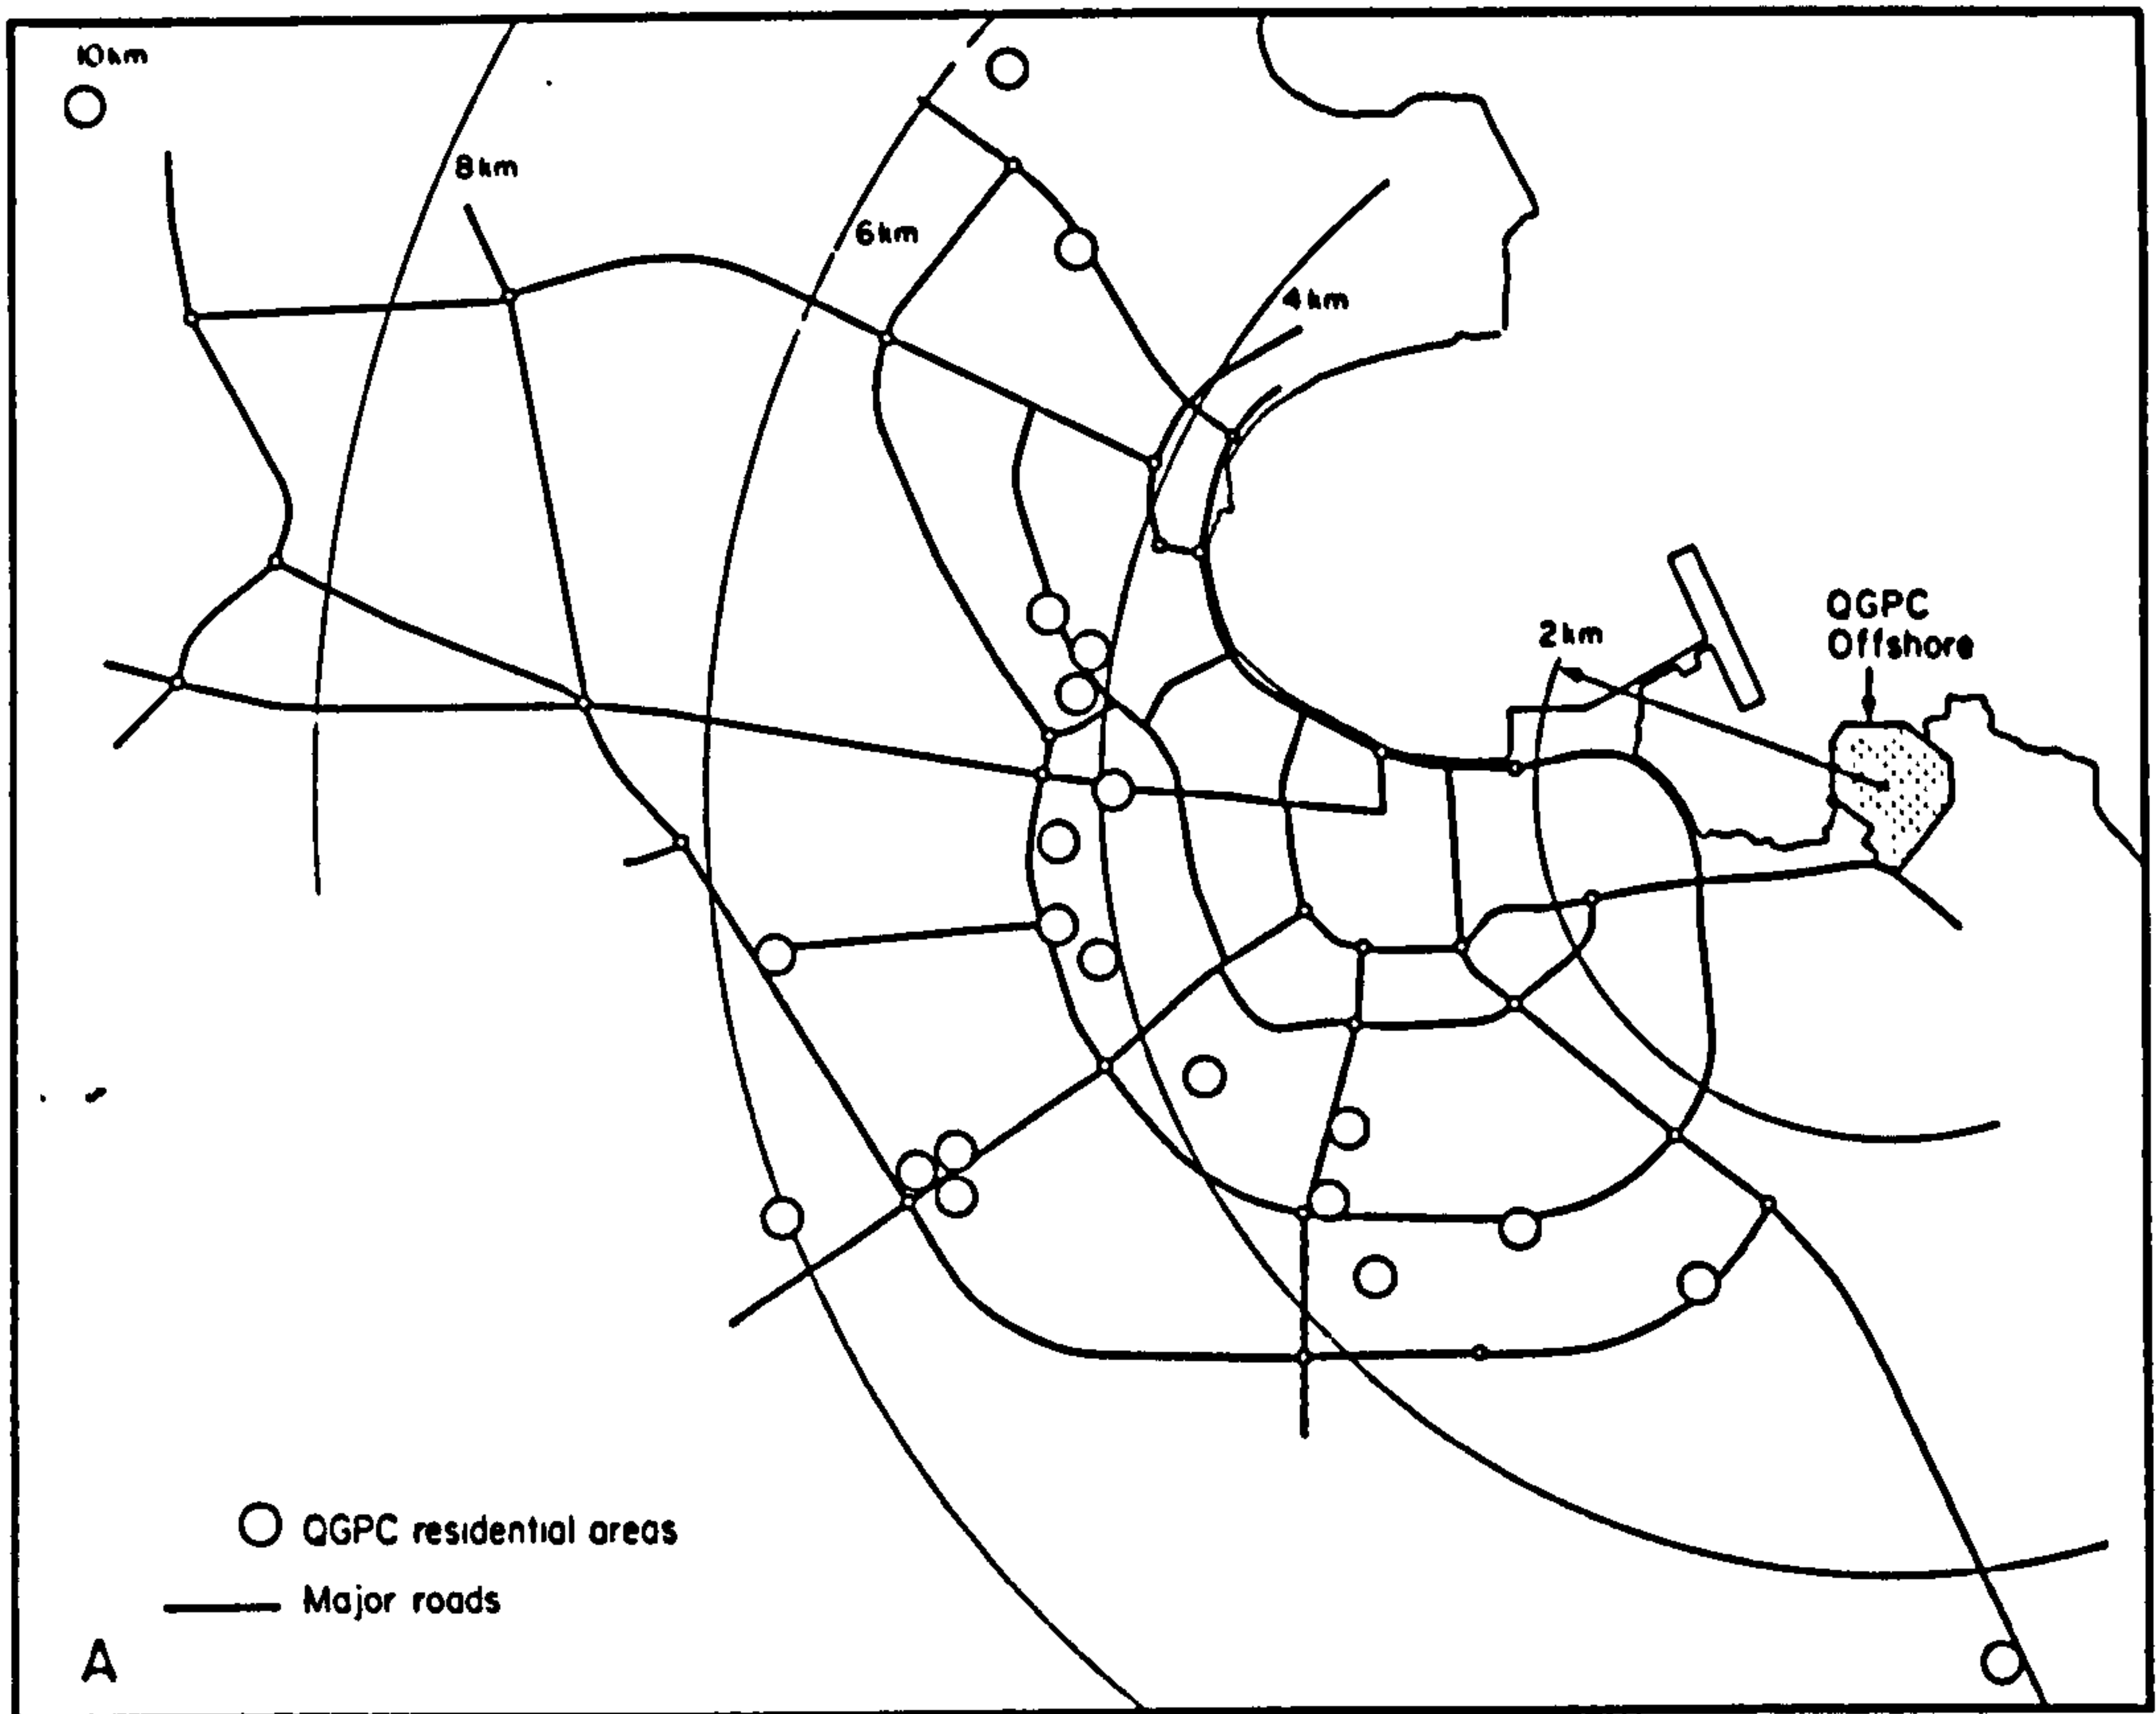 10km
8km
6km
4km
2km
QGPC
Offshore
QGPC residential areas
Major roads
A